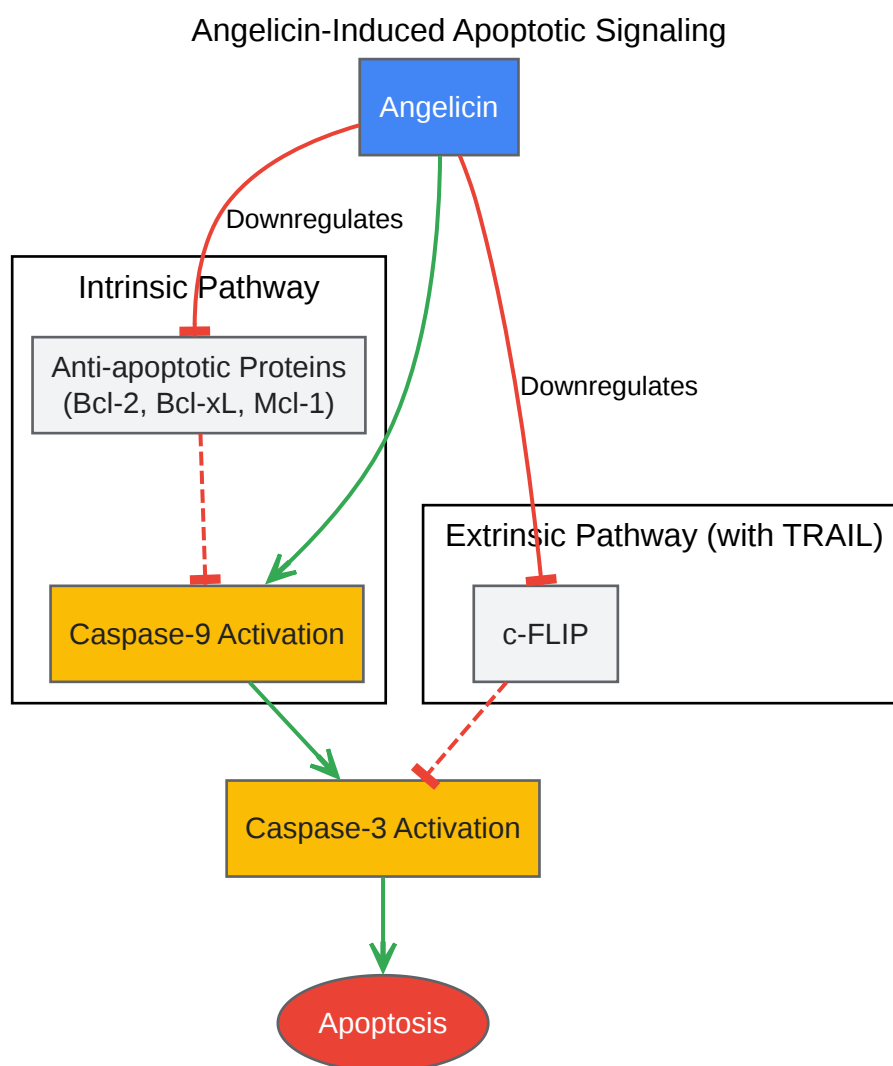 Angelicin-Induced Apoptotic Signaling
Angelicin
Downregulates
Intrinsic Pathway
Anti-apoptotic Proteins
(Bcl-2, Bcl-xL, Mcl-1)
Downregulates
Extrinsic Pathway (with TRAIL)
Caspase-9 Activation
c-FLIP
Caspase-3 Activation
Apoptosis